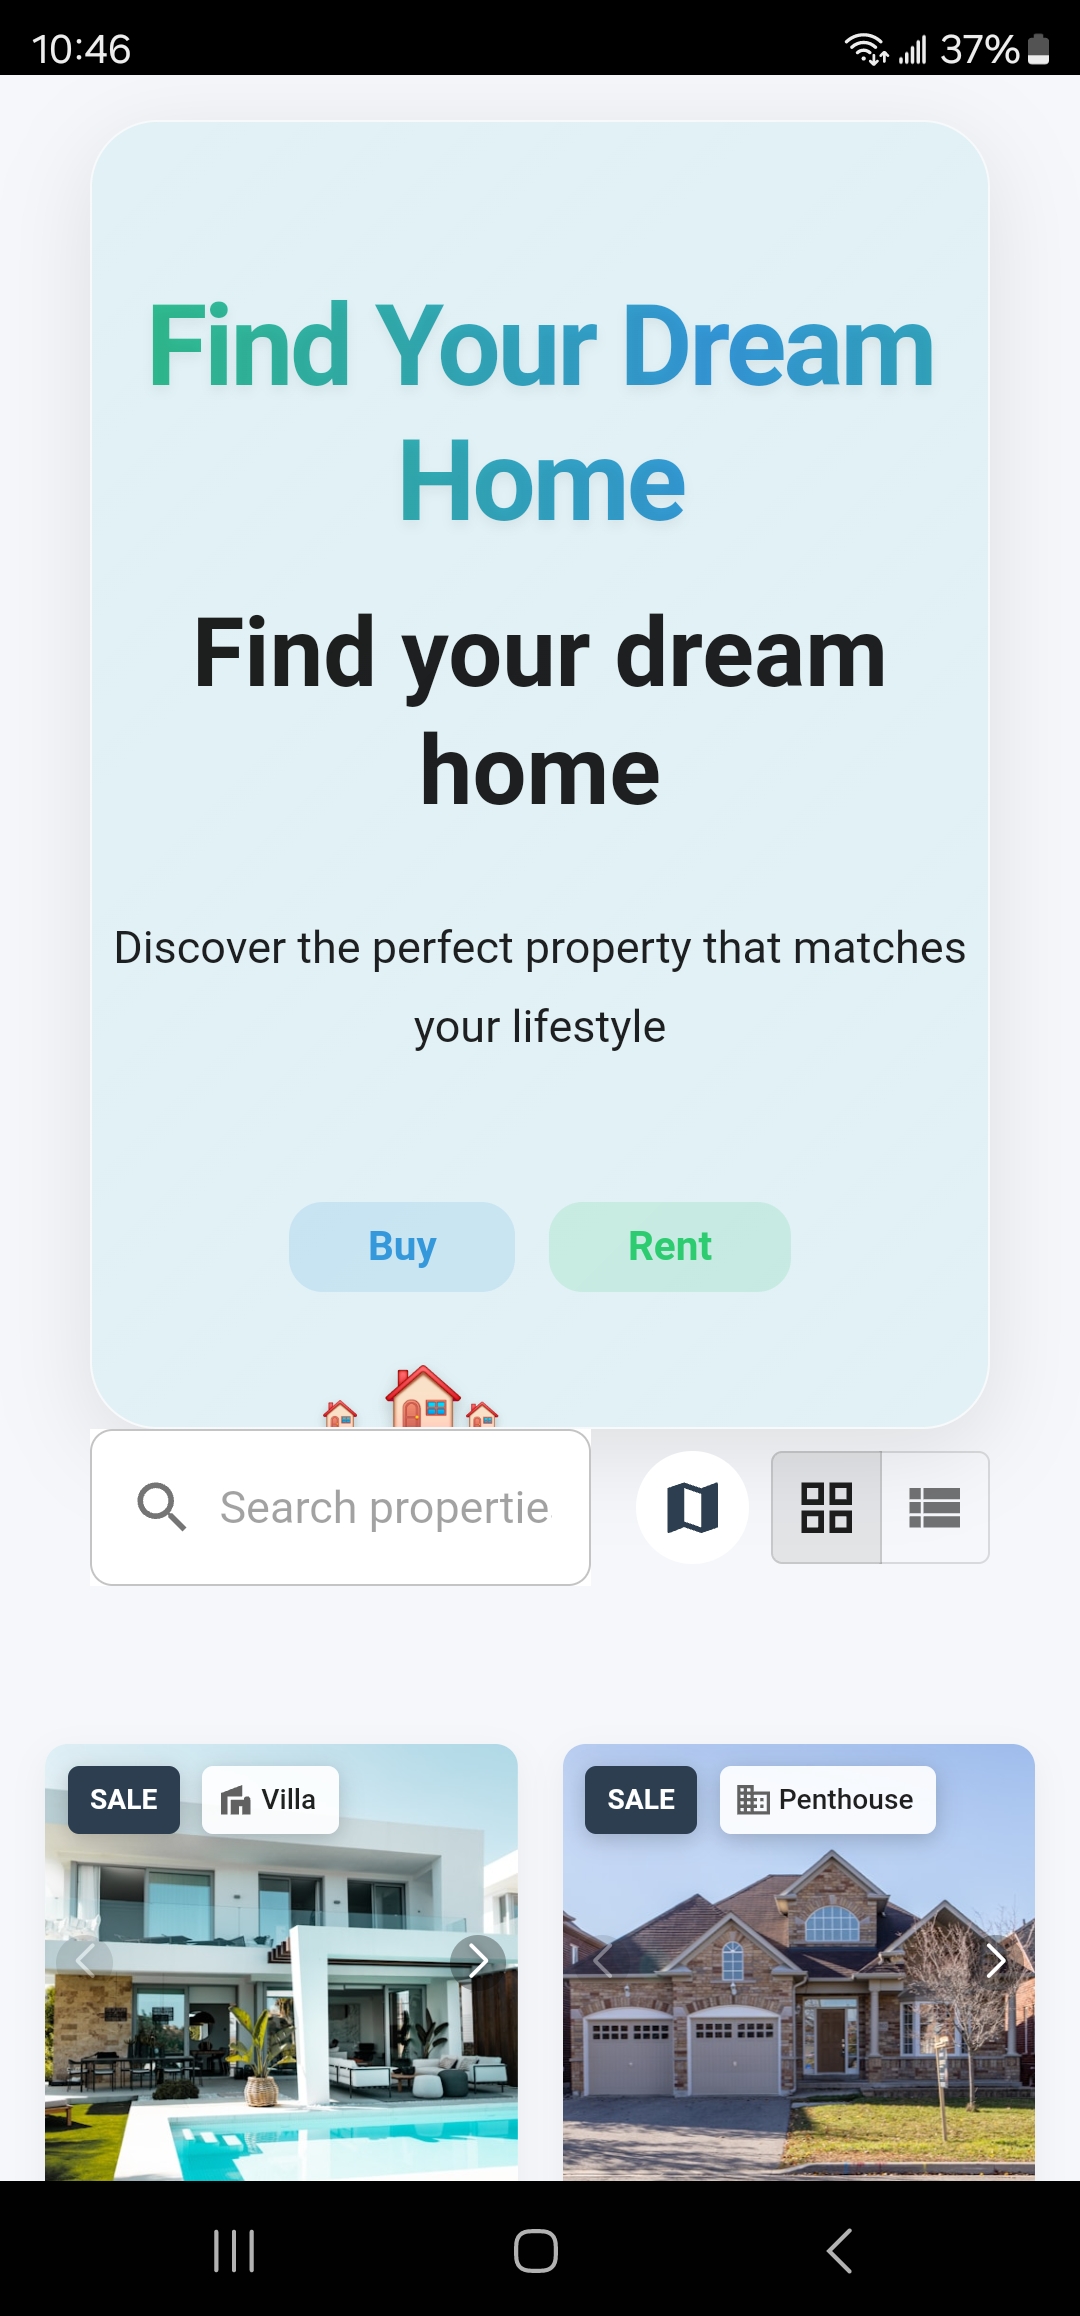 10:46
37%
Find Your Dream
Home
Find your dream
home
Discover the perfect property that matches
your lifestyle
Buy Rent
Search propertie
SALE Villa SALE Penthouse